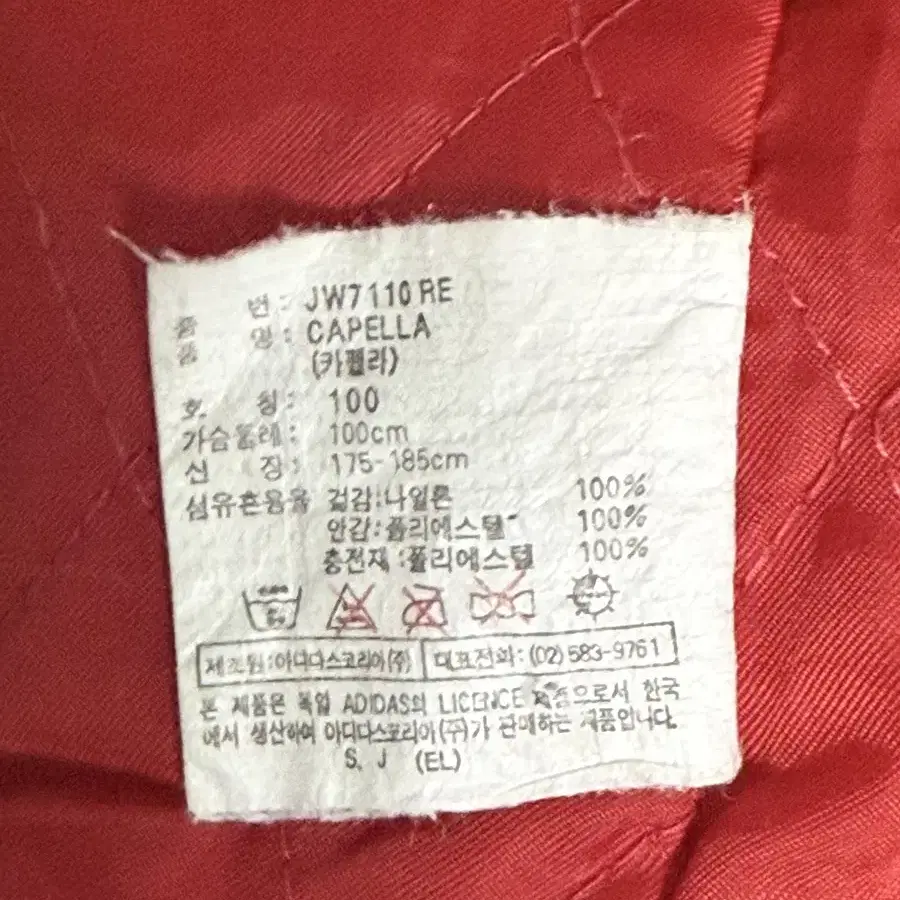 품 번: JW7110 RE
품 명: CAPELLA
(카펠라)
호 칭: 100
가슴둘레: 100cm
신 장: 175-185cm
섬유혼용율 겉감:나일론 100%
안감:폴리에스텔 100%
충전재:폴리에스텔 100%
제조원:아디다스코리아(주) 대표전화:(02)583-9761
본 제품은 독일 ADIDAS의 LICENCE 제품으로서 한국
에서 생산하여 아디다스코리아(주)가 판매하는 제품입니다.
S. J (EL)